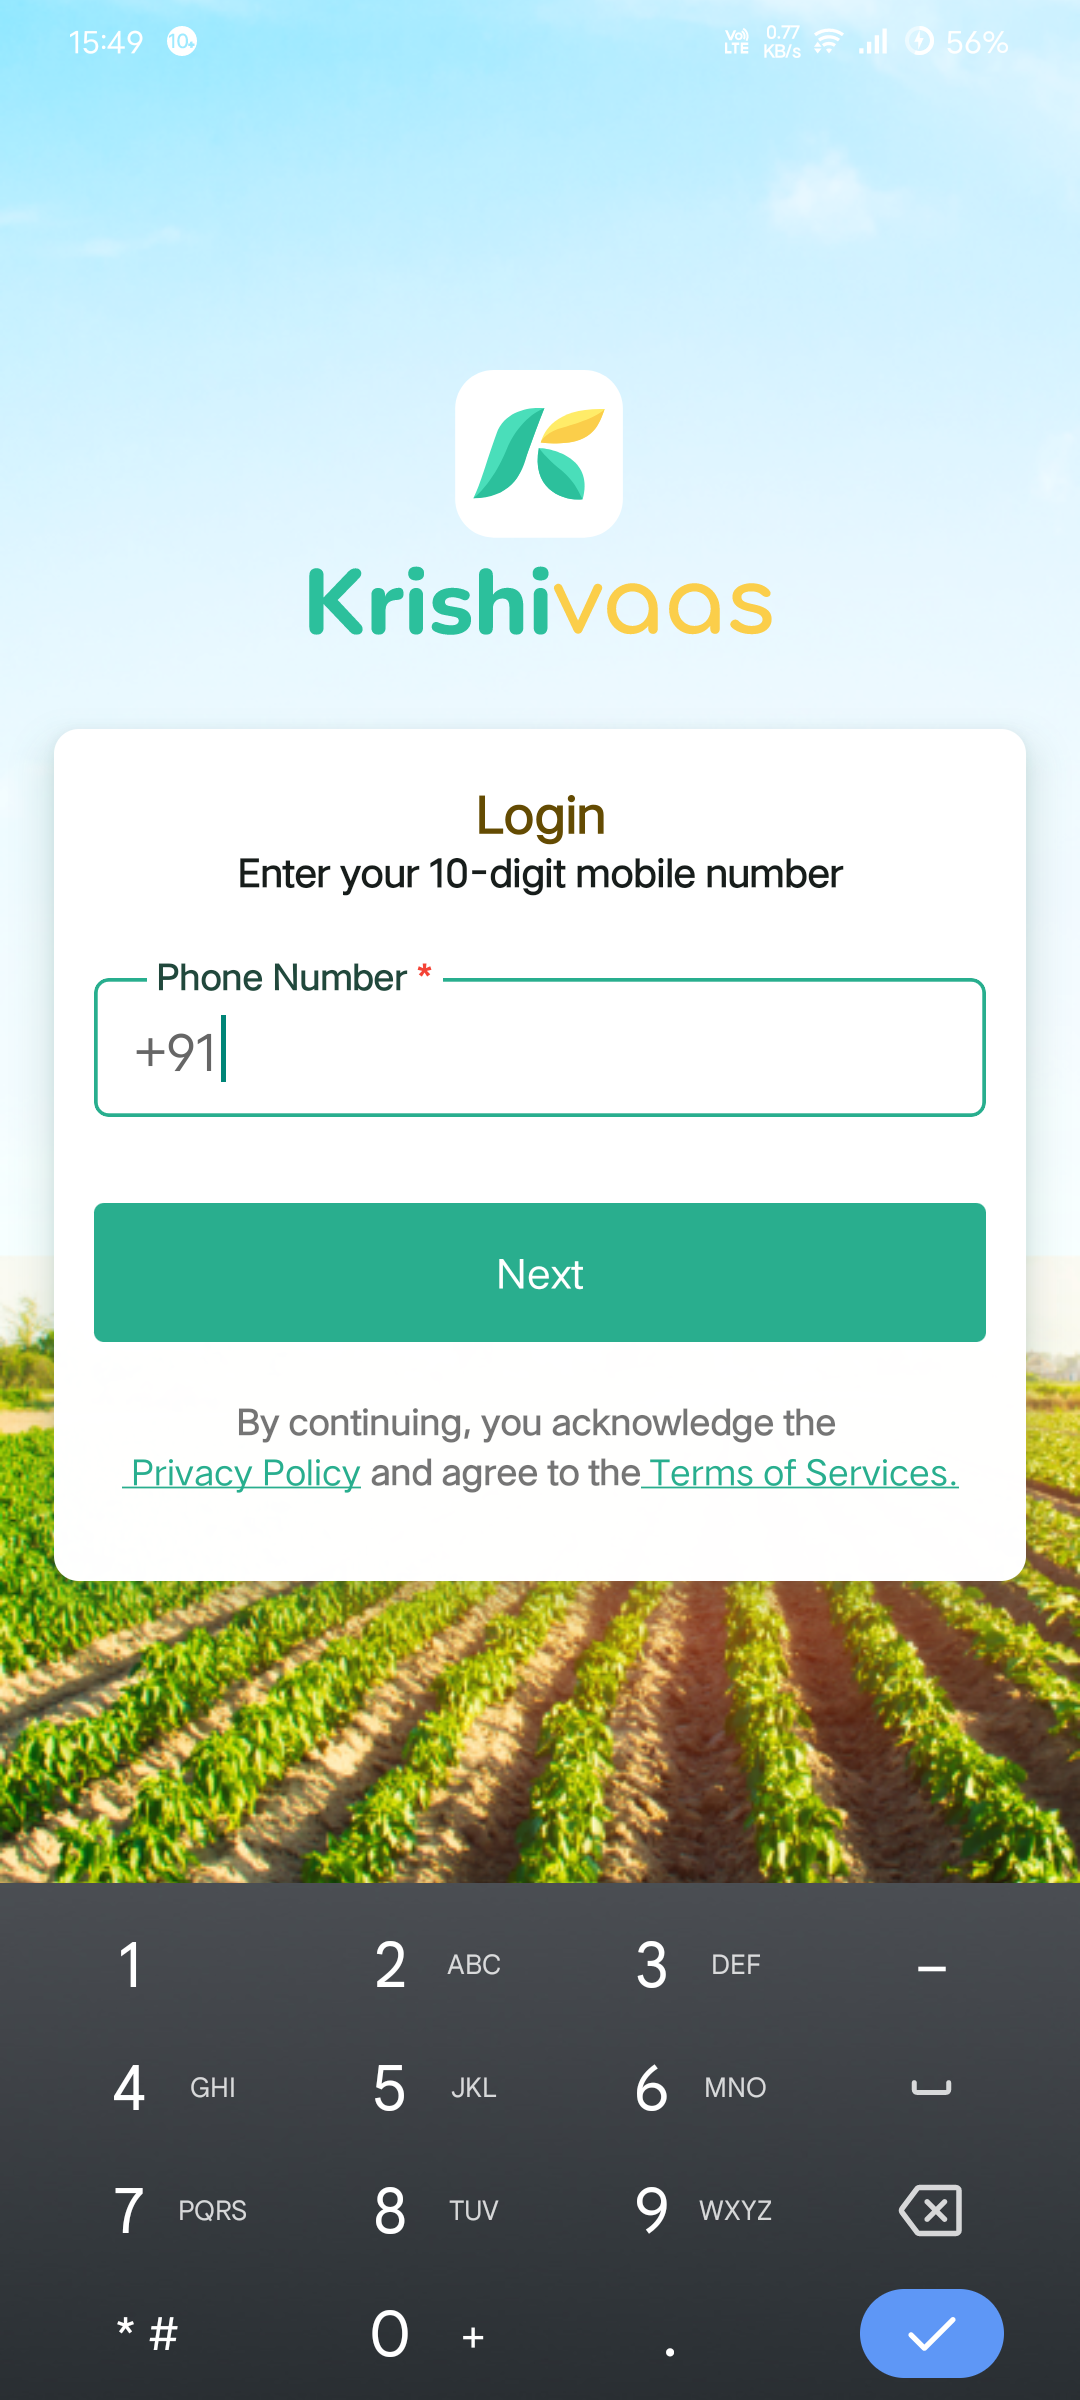 15:49 10+ Vo)) LTE 0.77 KB/s 56%
Krishivaas
Login
Enter your 10-digit mobile number
Phone Number *
+91
Next
By continuing, you acknowledge the
Privacy Policy and agree to the Terms of Services.
1 2 ABC 3 DEF –
4 GHI 5 JKL 6 MNO
7 PQRS 8 TUV 9 WXYZ
* # 0 + .